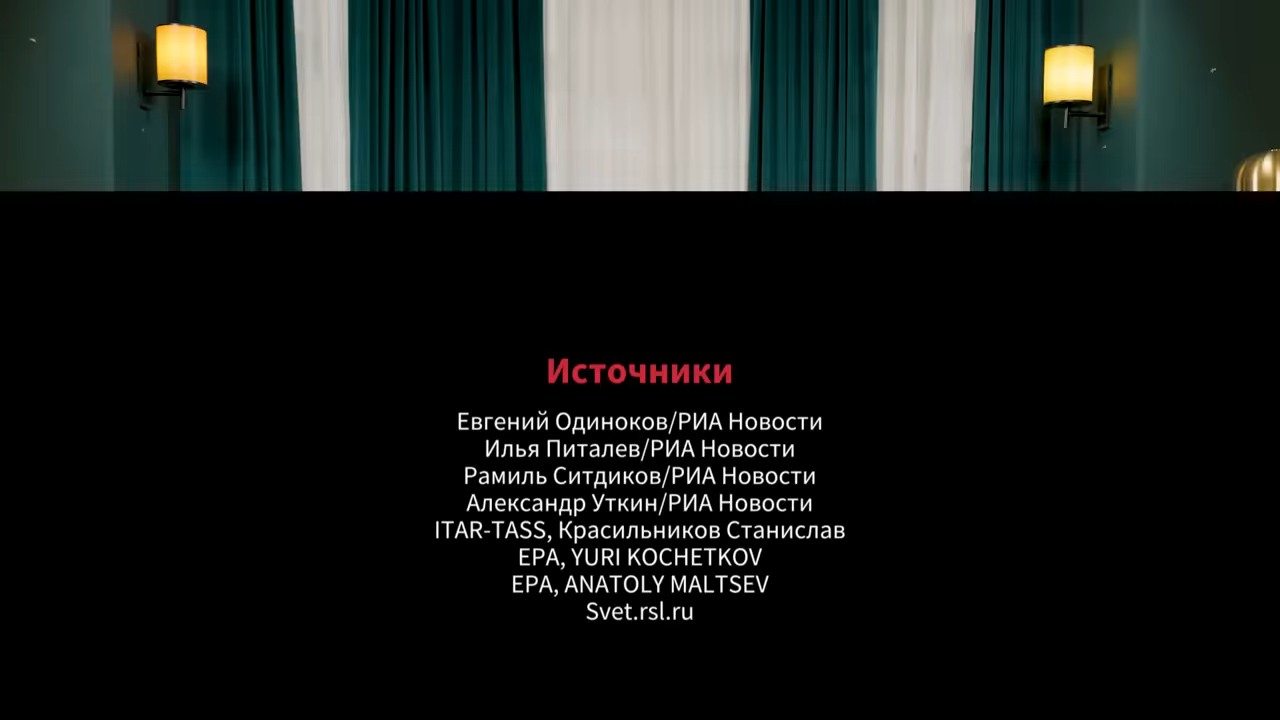 Источники
Евгений Одиноков/РИА Новости
Илья Питалев/РИА Новости
Рамиль Ситдиков/РИА Новости
Александр Уткин/РИА Новости
ITAR-TASS, Красильников Станислав
EPA, YURI KOCHETKOV
EPA, ANATOLY MALTSEV
Svet.rsl.ru